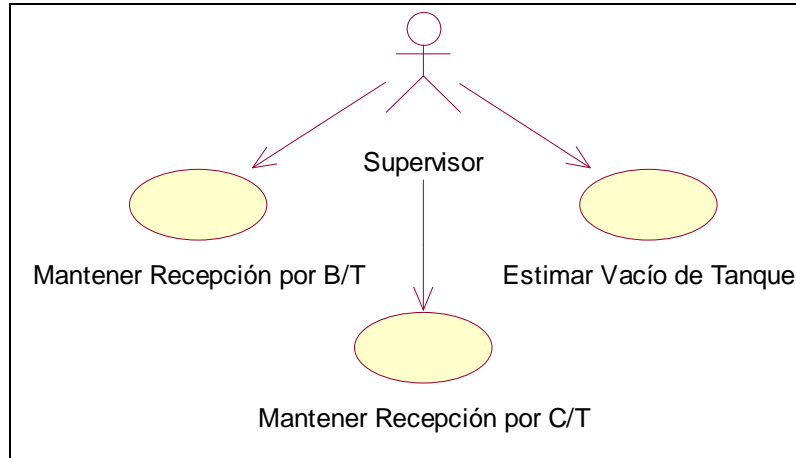 Supervisor
Mantener Recepción por B/T
Estimar Vacío de Tanque
Mantener Recepción por C/T